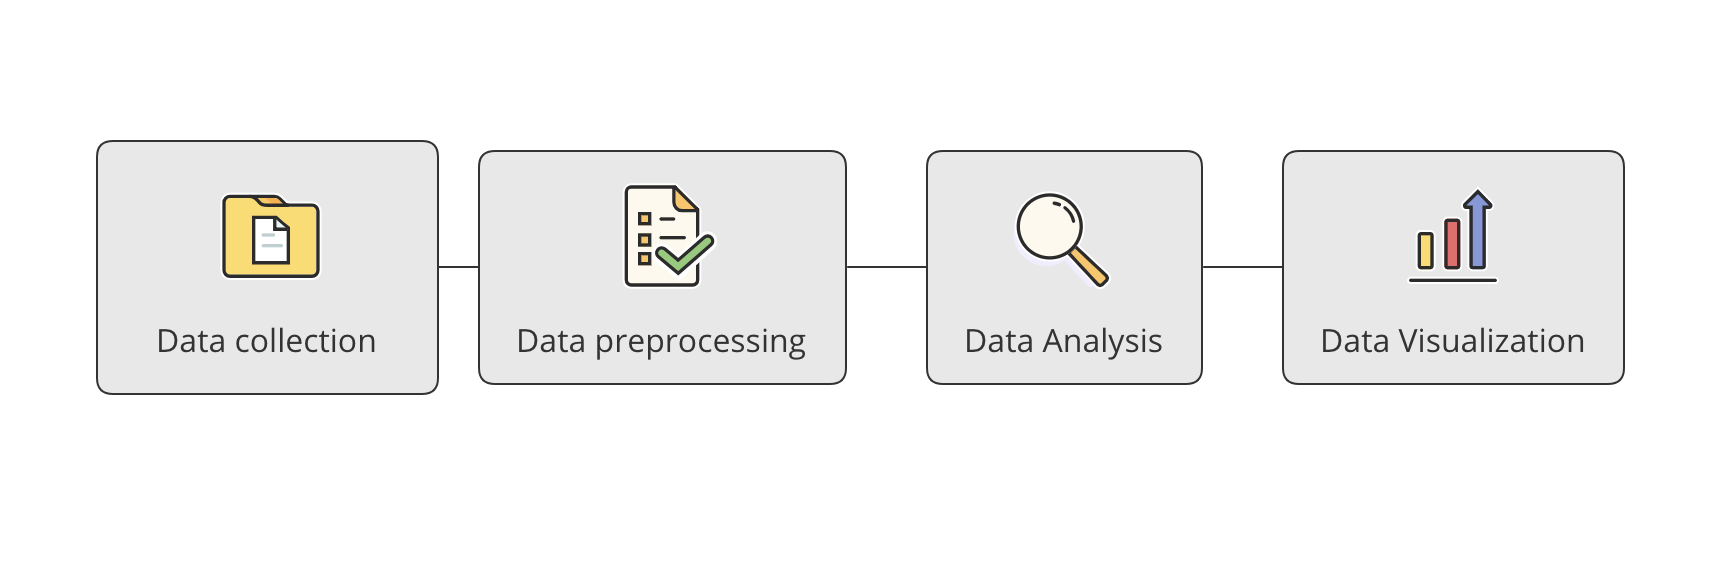 Data collection
Data preprocessing
Data Analysis
Data Visualization